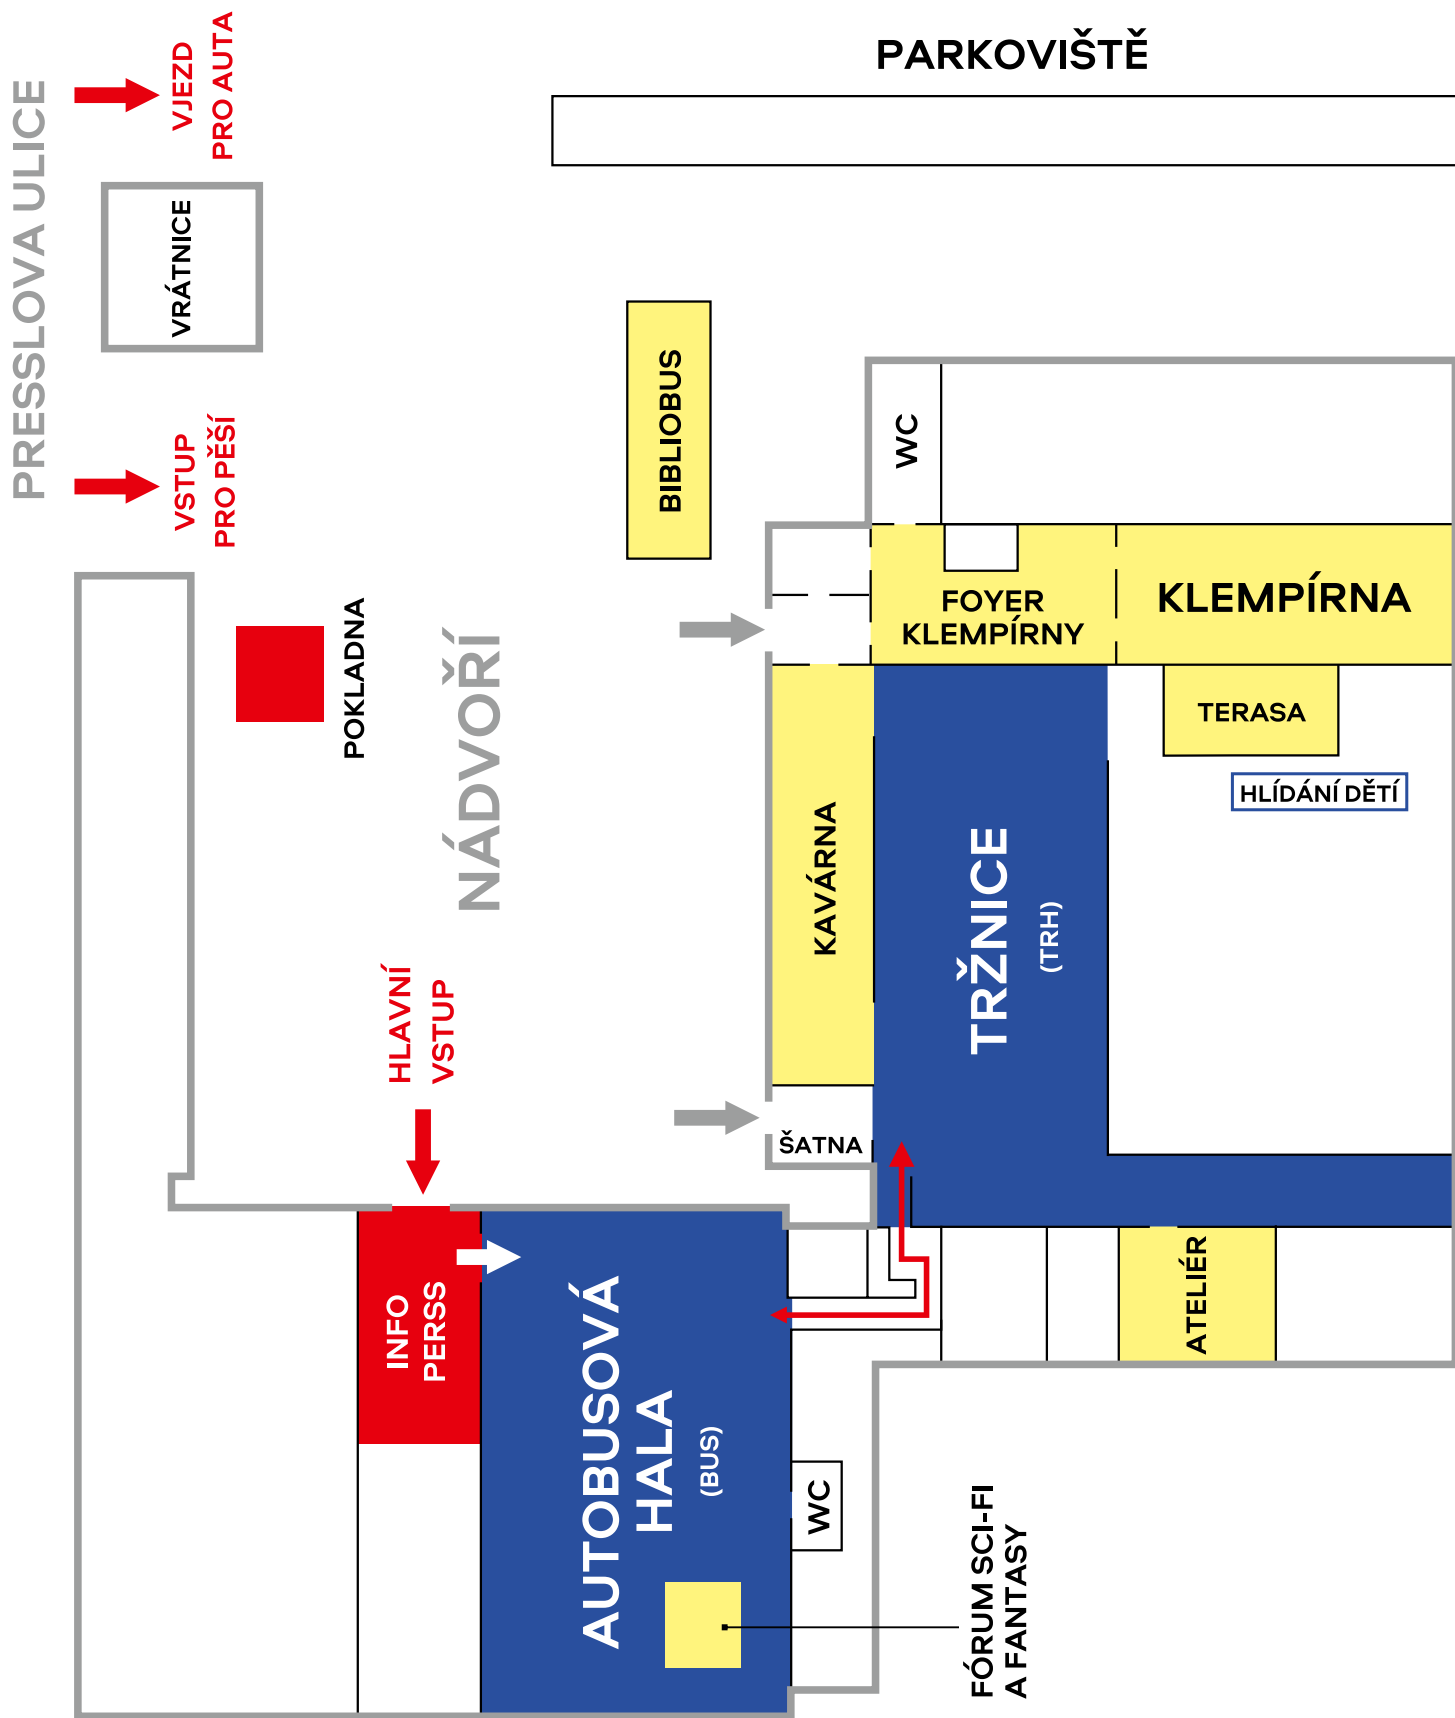 PARKOVIŠTĚ
PRESSLOVA ULICE
VJEZD
PRO AUTA
VRÁTNICE
VSTUP
PRO PĚŠÍ
BIBLIOBUS
WC
FOYER
KLEMPÍRNY
KLEMPÍRNA
POKLADNA
NÁDVOŘÍ
TERASA
HLÍDÁNÍ DĚTÍ
KAVÁRNA
TRŽNICE
(TRH)
HLAVNÍ
VSTUP
ŠATNA
INFO
PERSS
AUTOBUSOVÁ
HALA
(BUS)
ATELIÉR
WC
FÓRUM SCI-FI
A FANTASY